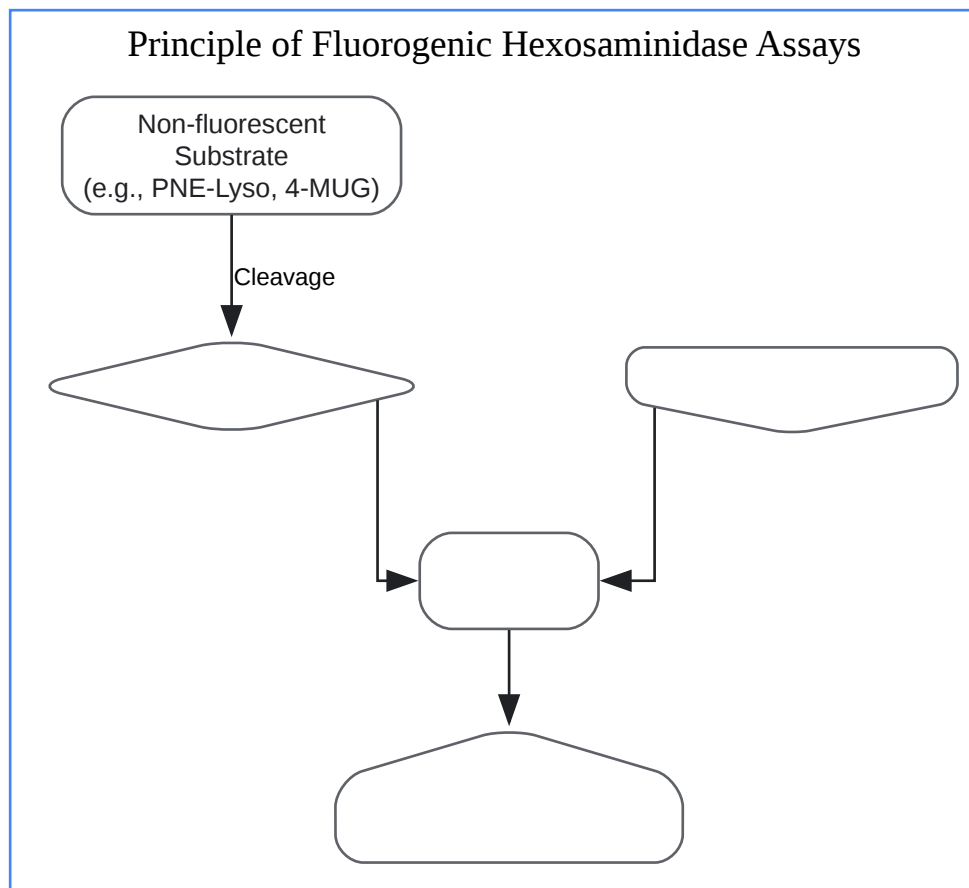 Principle of Fluorogenic Hexosaminidase Assays
Non-fluorescent
Substrate
(e.g., PNE-Lyso, 4-MUG)
Cleavage